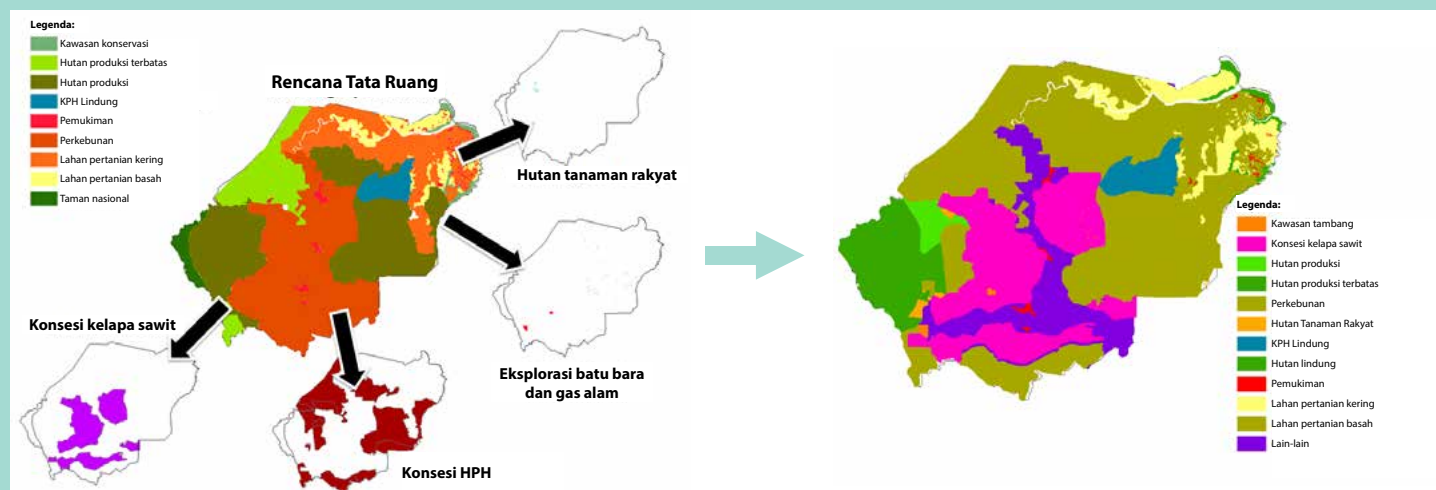 Legenda:
Kawasan konservasi
Hutan produksi terbatas
Hutan produksi
KPH Lindung
Pemukiman
Perkebunan
Lahan pertanian kering
Lahan pertanian basah
Taman nasional
Rencana Tata Ruang
Hutan tanaman rakyat
Eksplorasi batu bara
dan gas alam
Konsesi kelapa sawit
Konsesi HPH
Legenda:
Kawasan tambang
Konsesi kelapa sawit
Hutan produksi
Hutan produksi terbatas
Perkebunan
Hutan Tanaman Rakyat
KPH Lindung
Hutan lindung
Pemukiman
Lahan pertanian kering
Lahan pertanian basah
Lain-lain